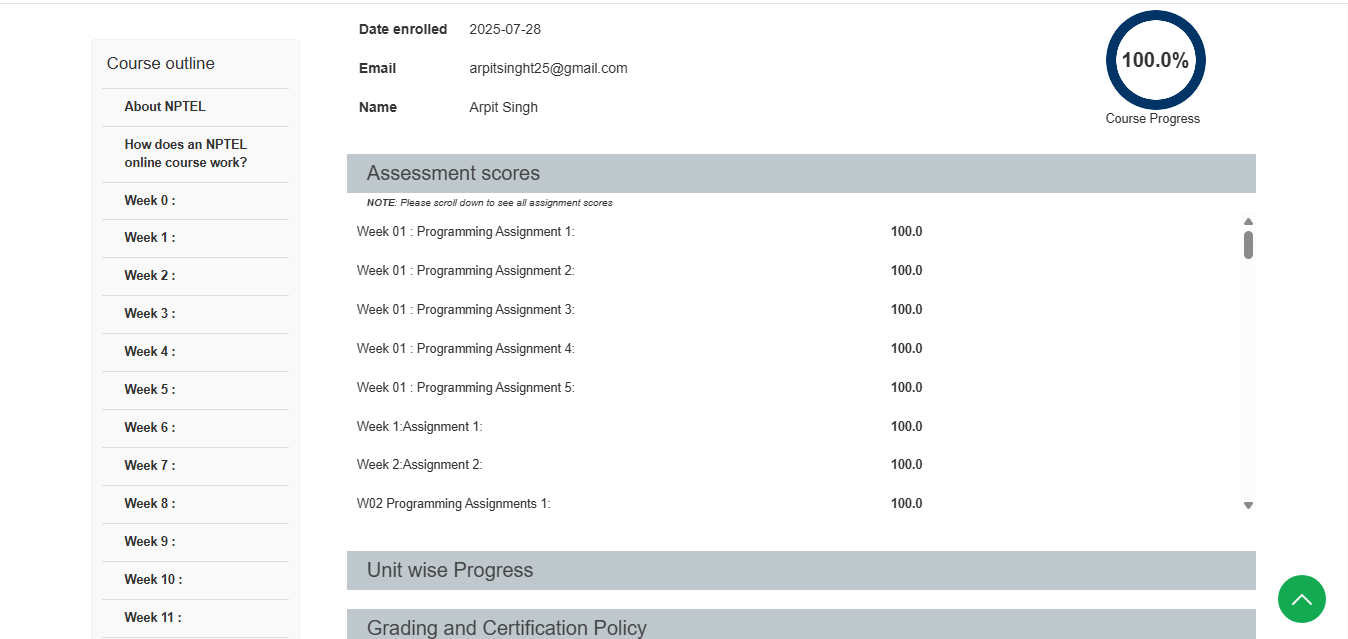 Date enrolled 2025-07-28
Email arpitsinght25@gmail.com
Name Arpit Singh
100.0%
Course Progress
Course outline
About NPTEL
How does an NPTEL
online course work?
Week 0 :
Week 1 :
Week 2 :
Week 3 :
Week 4 :
Week 5 :
Week 6 :
Week 7 :
Week 8 :
Week 9 :
Week 10 :
Week 11 :
Assessment scores
NOTE: Please scroll down to see all assignment scores
Week 01 : Programming Assignment 1: 100.0
Week 01 : Programming Assignment 2: 100.0
Week 01 : Programming Assignment 3: 100.0
Week 01 : Programming Assignment 4: 100.0
Week 01 : Programming Assignment 5: 100.0
Week 1:Assignment 1: 100.0
Week 2:Assignment 2: 100.0
W02 Programming Assignments 1: 100.0
Unit wise Progress
Grading and Certification Policy